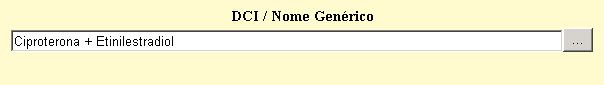 DCI / Nome Genérico
Ciproterona + Etinilestradiol
...